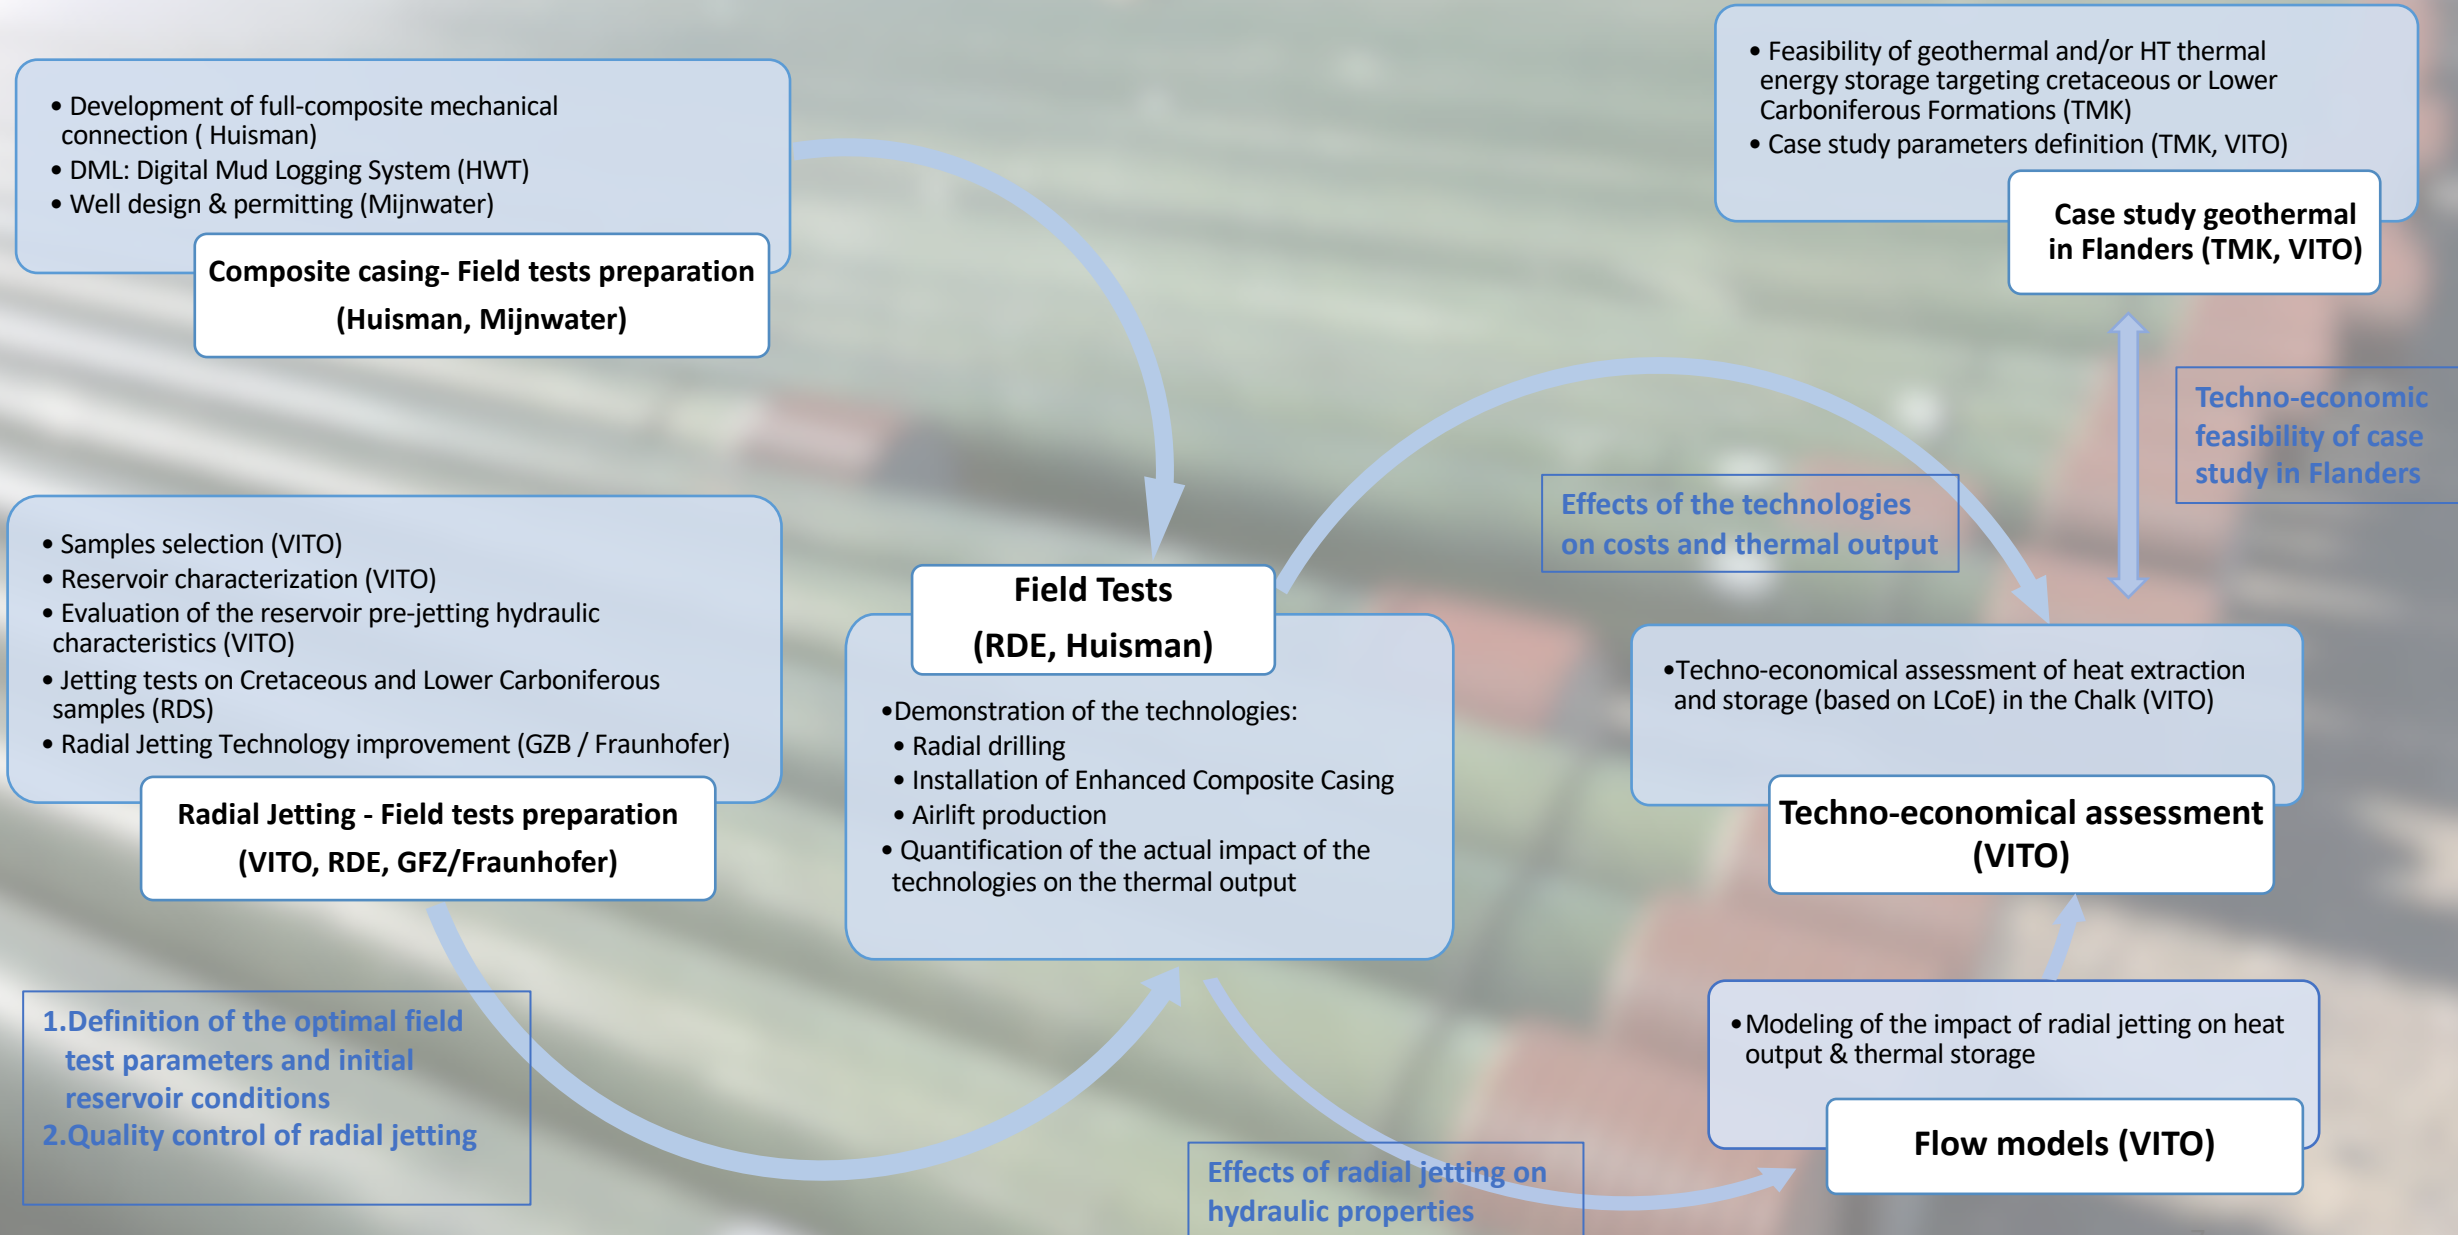 • Development of full-composite mechanical
connection ( Huisman)
• DML: Digital Mud Logging System (HWT)
• Well design & permitting (Mijnwater)
Composite casing- Field tests preparation
(Huisman, Mijnwater)
• Samples selection (VITO)
• Reservoir characterization (VITO)
• Evaluation of the reservoir pre-jetting hydraulic
characteristics (VITO)
• Jetting tests on Cretaceous and Lower Carboniferous
samples (RDS)
• Radial Jetting Technology improvement (GZB / Fraunhofer)
Radial Jetting - Field tests preparation
(VITO, RDE, GFZ/Fraunhofer)
1.Definition of the optimal field
test parameters and initial
reservoir conditions
2.Quality control of radial jetting
Field Tests
(RDE, Huisman)
•Demonstration of the technologies:
• Radial drilling
• Installation of Enhanced Composite Casing
• Airlift production
• Quantification of the actual impact of the
technologies on the thermal output
Effects of radial jetting on
hydraulic properties
Effects of the technologies
on costs and thermal output
• Feasibility of geothermal and/or HT thermal
energy storage targeting cretaceous or Lower
Carboniferous Formations (TMK)
• Case study parameters definition (TMK, VITO)
Case study geothermal
in Flanders (TMK, VITO)
Techno-economic
feasibility of case
study in Flanders
•Techno-economical assessment of heat extraction
and storage (based on LCoE) in the Chalk (VITO)
Techno-economical assessment
(VITO)
•Modeling of the impact of radial jetting on heat
output & thermal storage
Flow models (VITO)